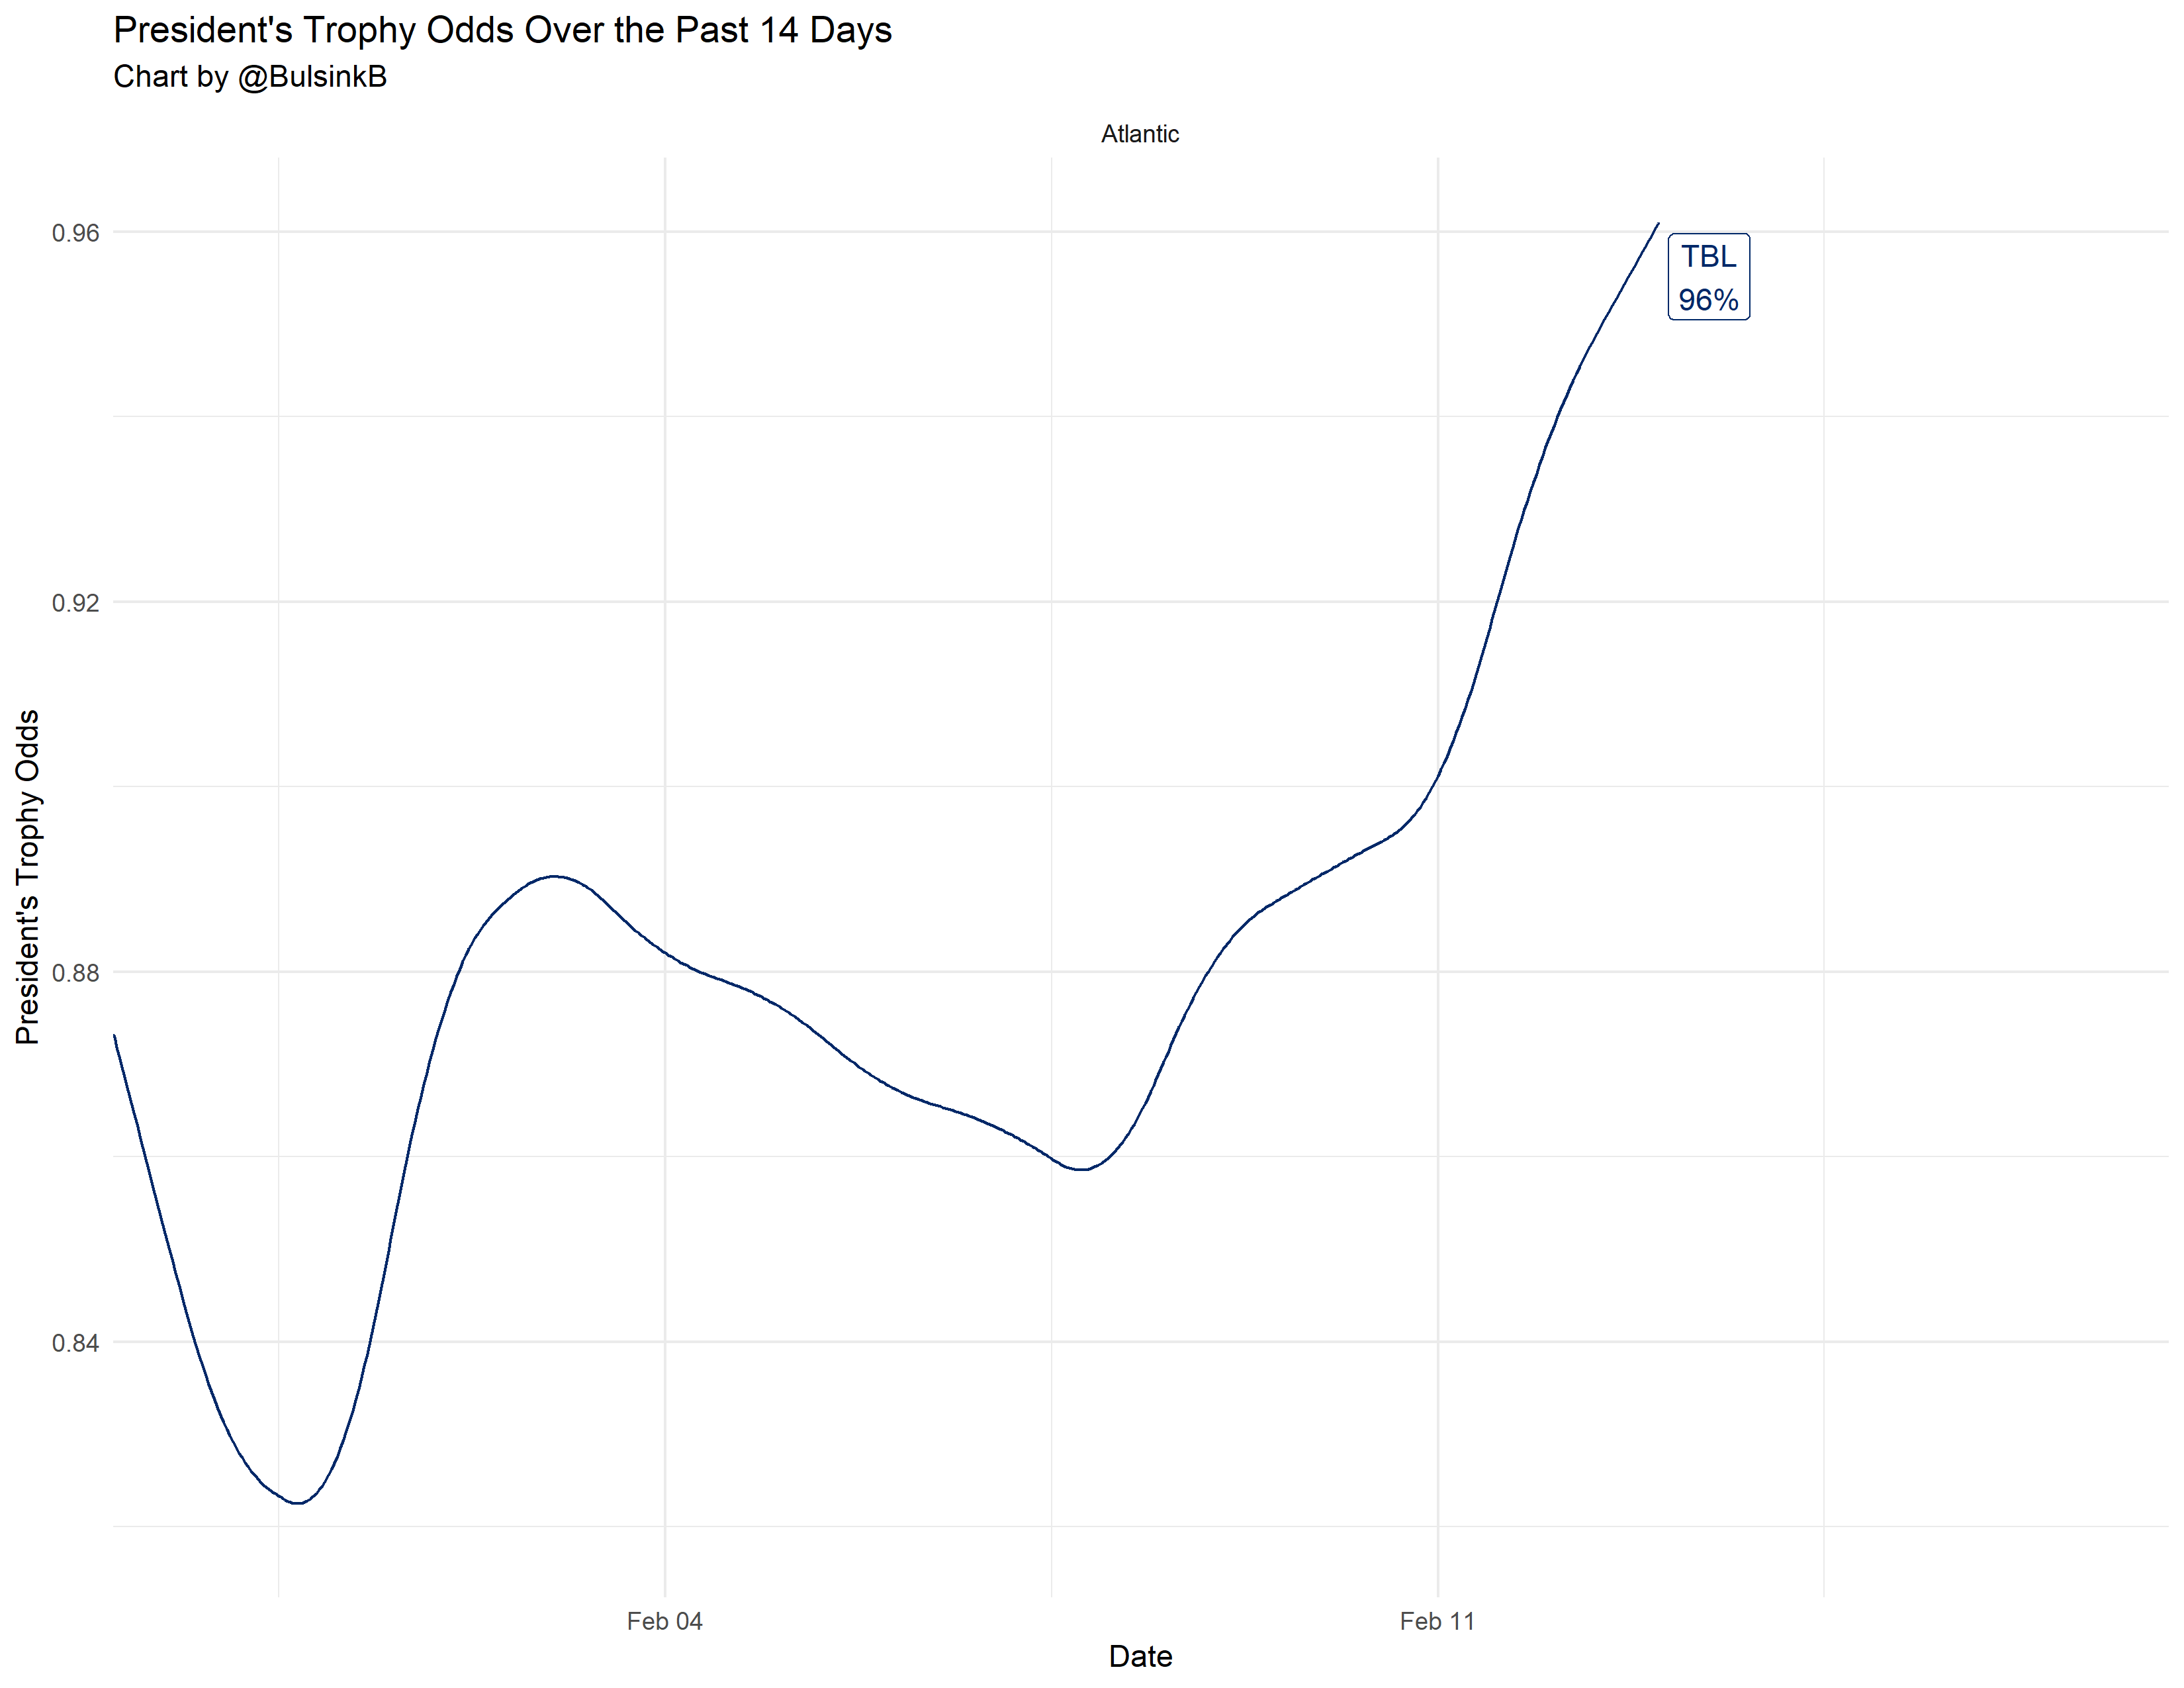 President's Trophy Odds Over the Past 14 Days
Chart by @BulsinkB
Atlantic
0.96
0.92
0.88
0.84
President's Trophy Odds
TBL
96%
Feb 04
Feb 11
Date